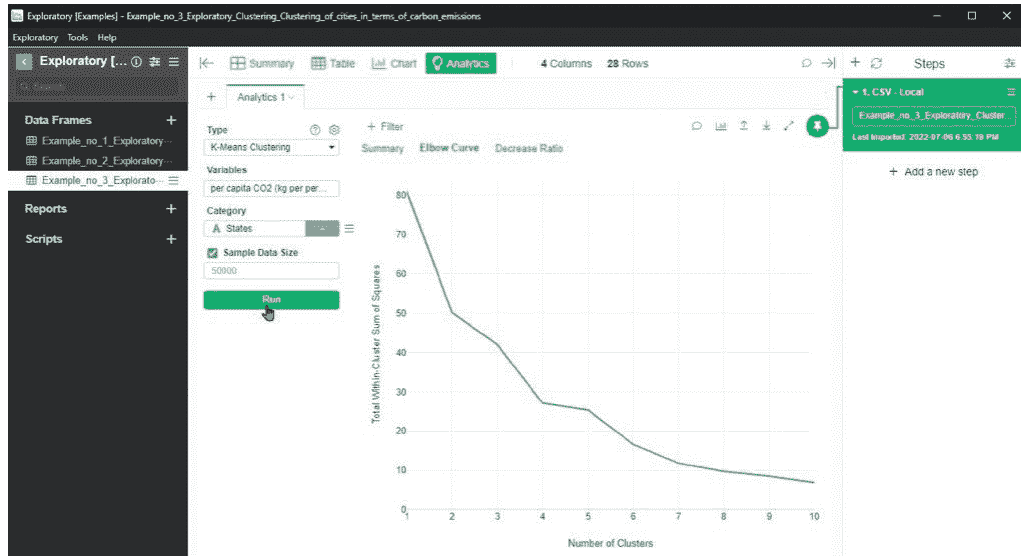 Exploratory [Examples] - Example_no_3_Exploratory_Clustering_Clustering_of_cities_in_terms_of_carbon_emissions
Exploratory Tools Help
Exploratory [...
Search
Data Frames
Example_no_1_Exploratory...
Example_no_2_Exploratory...
Example_no_3_Explorato...
Reports
Scripts
Summary Table Chart Analytics 4 Columns 28 Rows
Analytics 1
Type
K-Means Clustering
Variables
per capita CO2 (kg per per...
Category
A States
Sample Data Size
50000
Run
+ Filter
Summary Elbow Curve Decrease Ratio
Total Within-Cluster Sum of Squares
80
70
60
50
40
30
20
10
0
1 2 3 4 5 6 7 8 9 10
Number of Clusters
Steps
1. CSV - Local
Example_no_3_Exploratory_Cluster...
Last Imported: 2022-07-06 6:55:19 PM
+ Add a new step